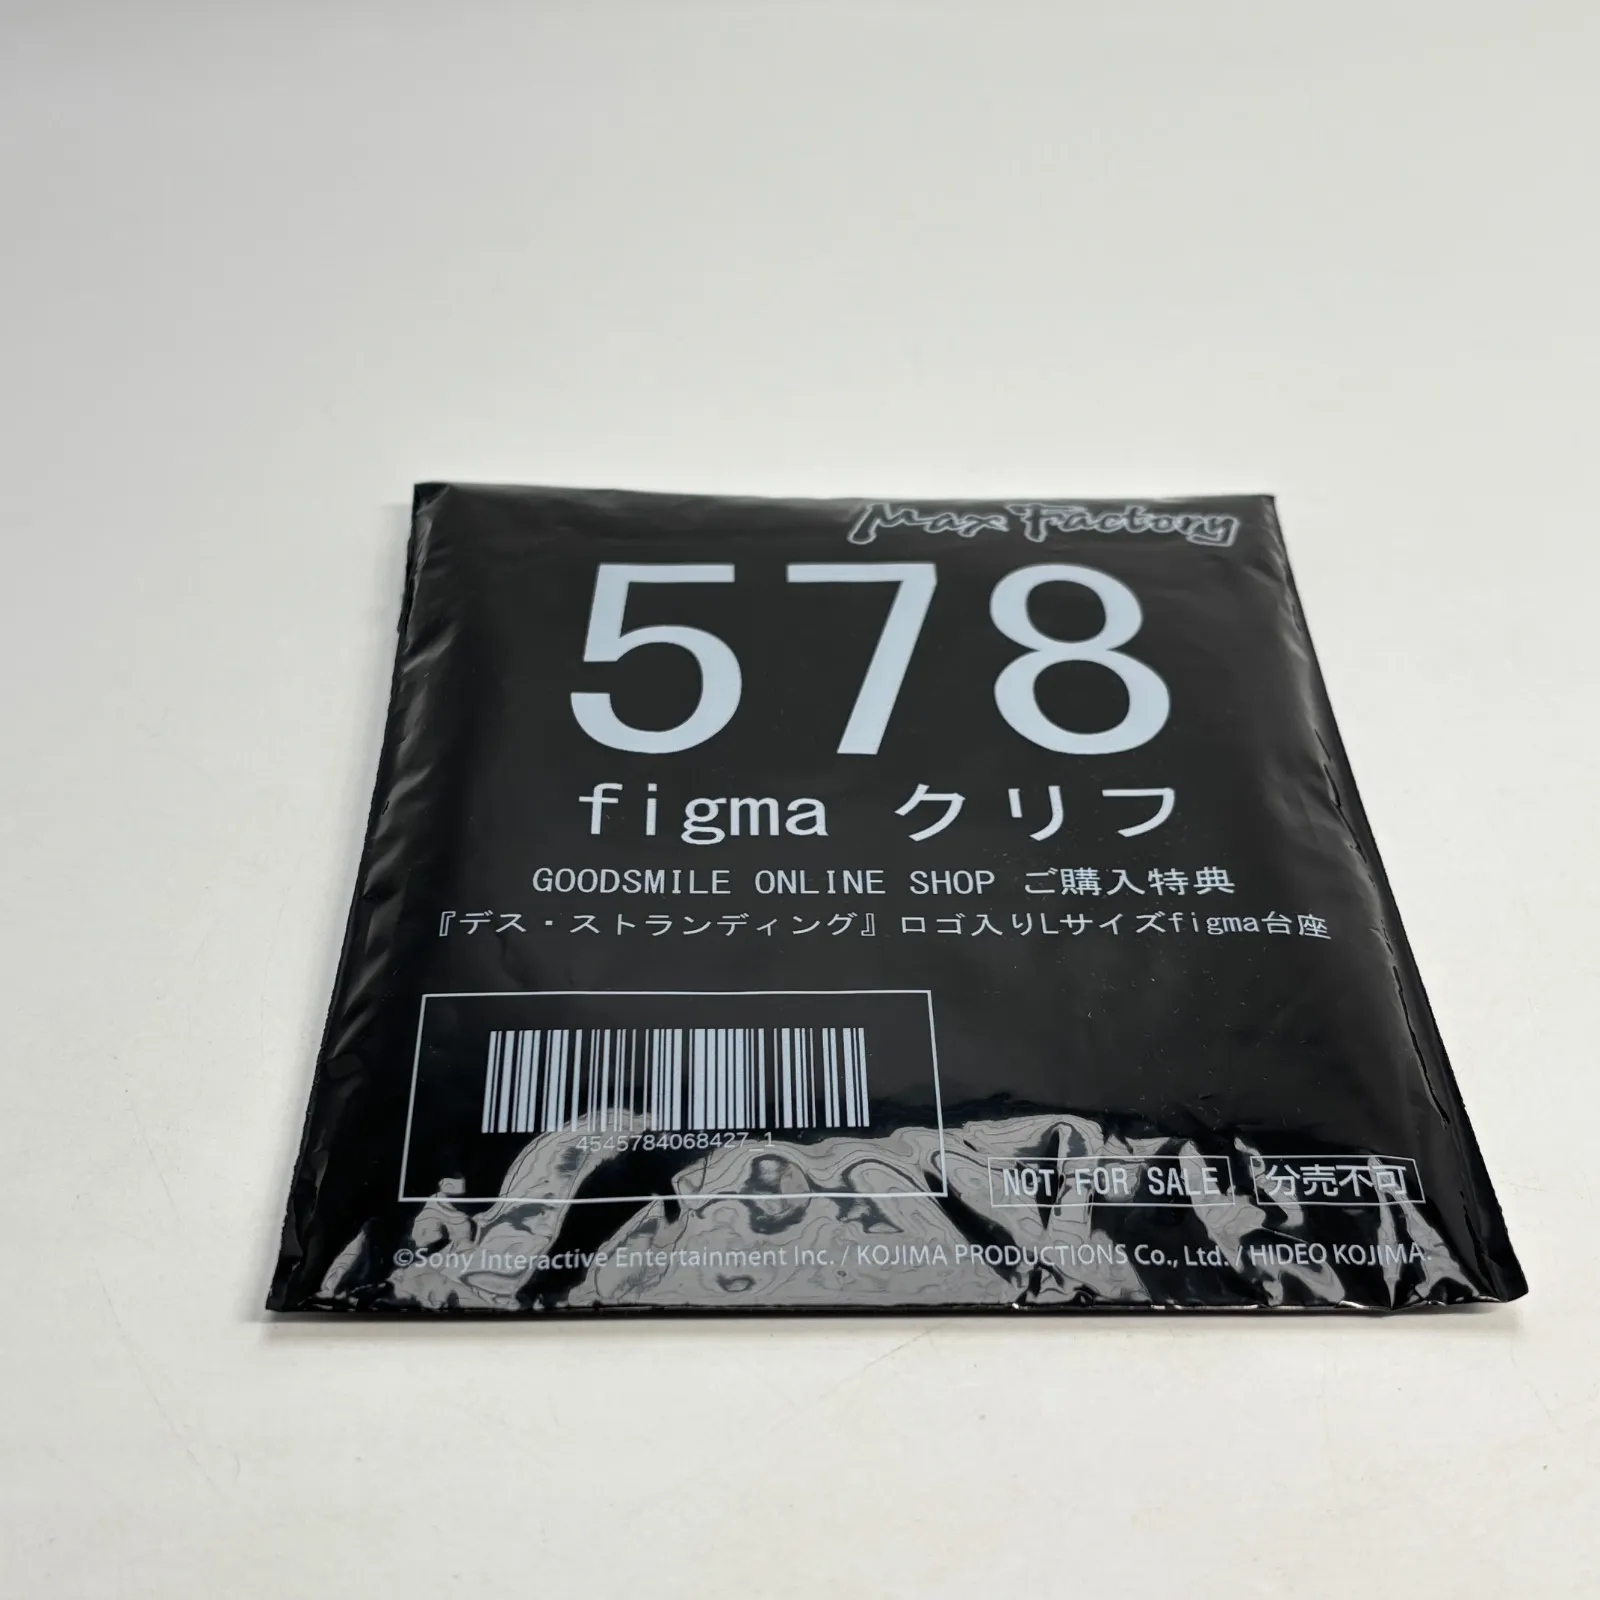 Max Factory
578
figma クリフ
GOODSMILE ONLINE SHOP ご購入特典
『デス・ストランディング』ロゴ入りLサイズfigma台座
4545784068427_1
NOT FOR SALE 分売不可
©Sony Interactive Entertainment Inc. / KOJIMA PRODUCTIONS Co., Ltd. / HIDEO KOJIMA.